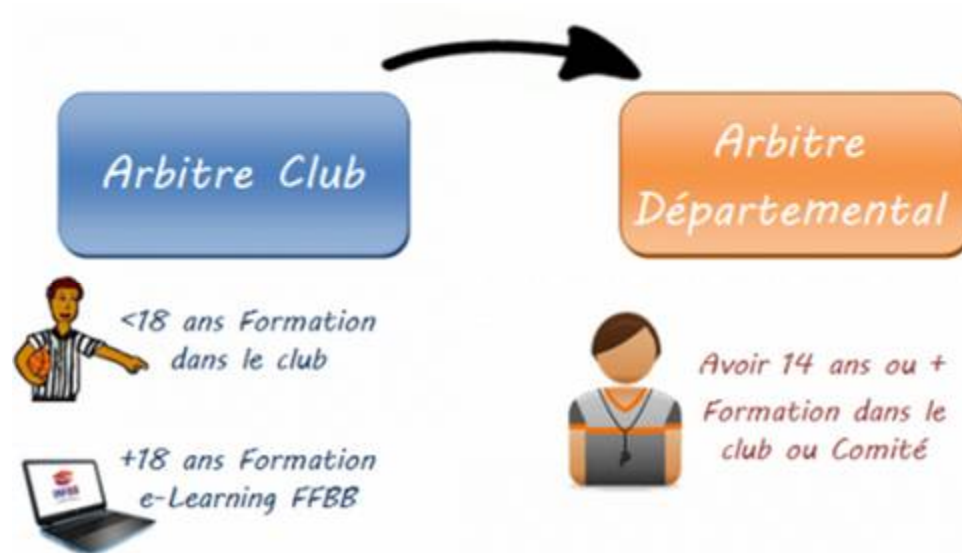 Arbitre Club
<18 ans Formation
dans le club
+18 ans Formation
e-Learning FFBB
Arbitre
Départemental
Avoir 14 ans ou +
Formation dans le
club ou Comité